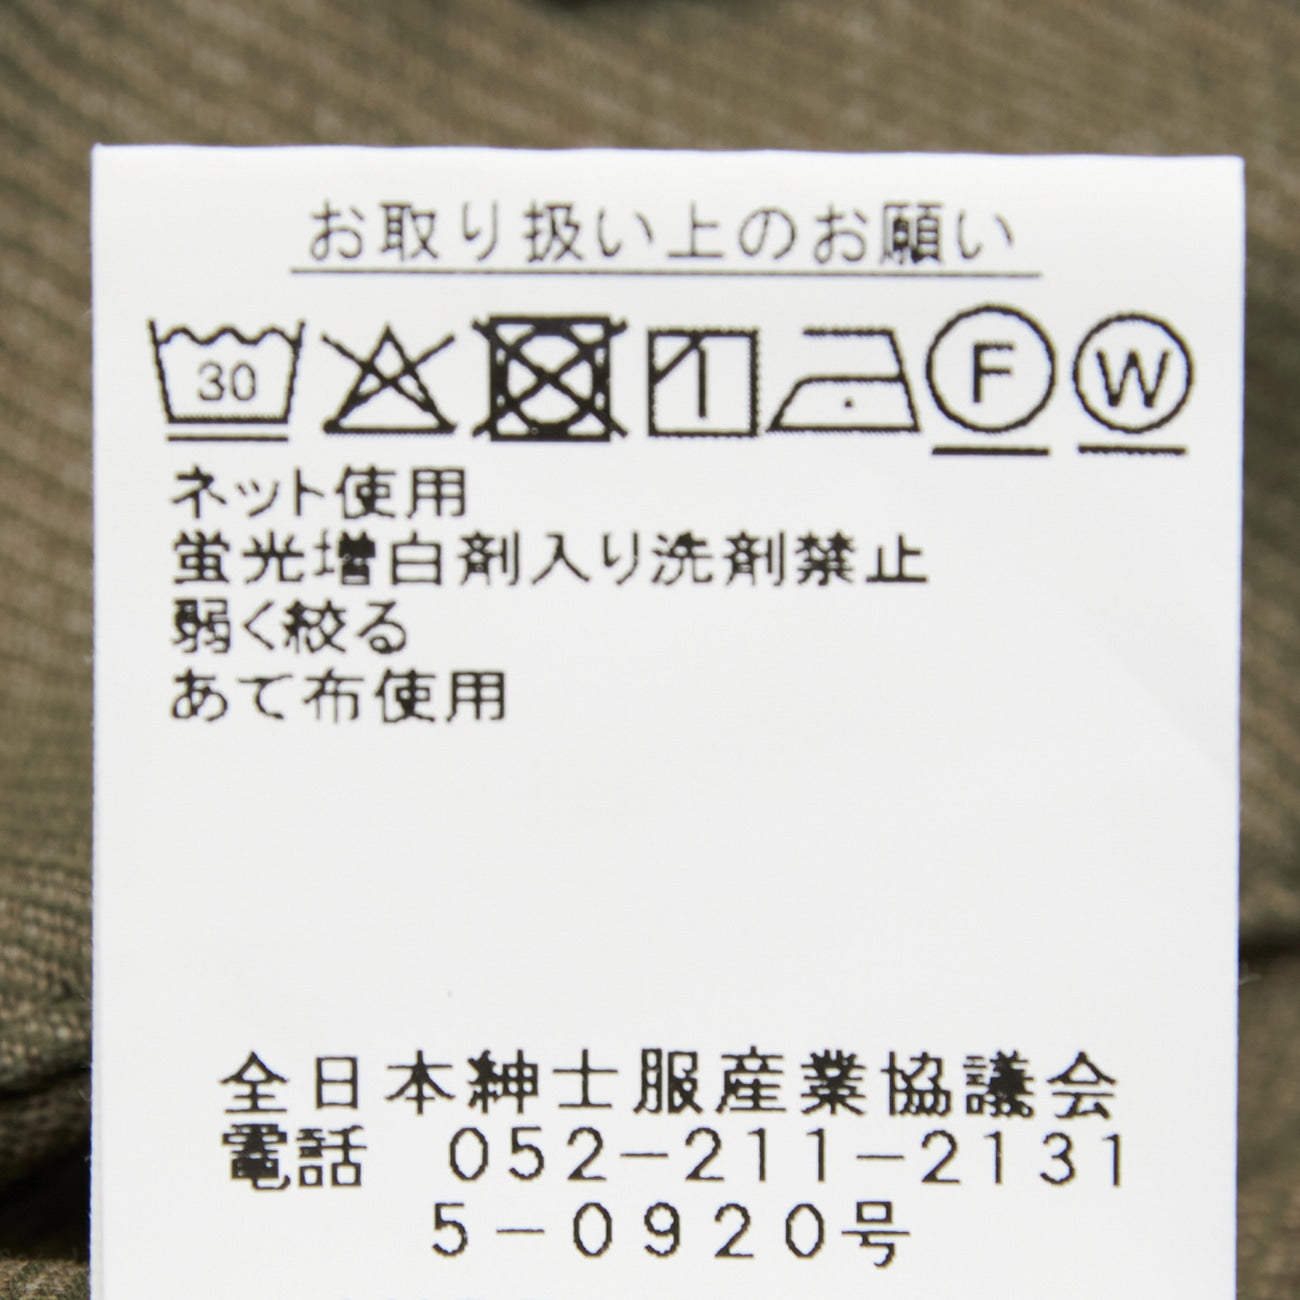 お取り扱い上のお願い
30 F W
ネット使用
蛍光増白剤入り洗剤禁止
弱く絞る
あて布使用
全日本紳士服産業協議会
電話 052-211-2131
5-0920号